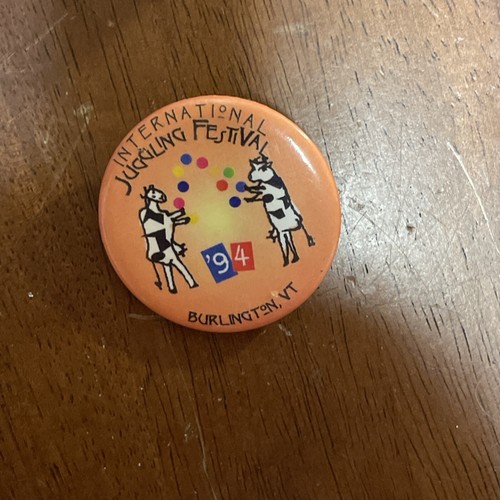 INTERNATIONAL
JUGGLING FESTIVAL
'94
BURLINGTON, VT